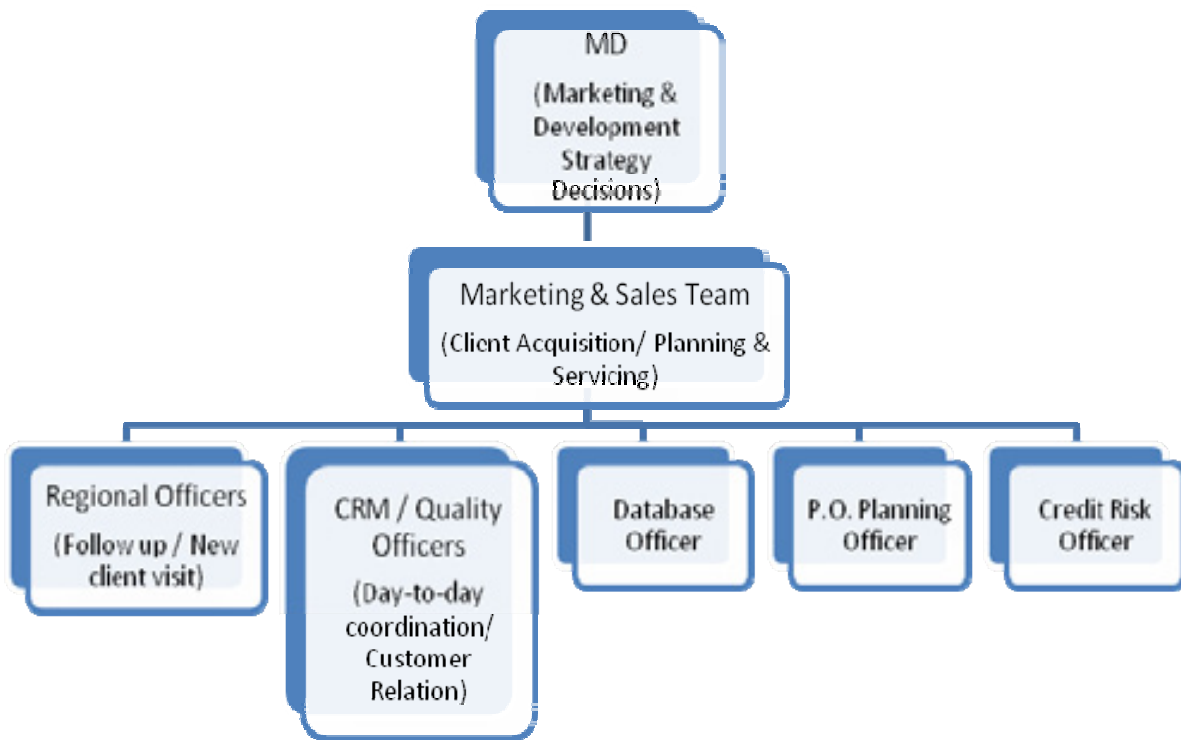 MD
(Marketing &
Development
Strategy
Decisions)
Marketing & Sales Team
(Client Acquisition/ Planning &
Servicing)
Regional Officers
(Follow up / New
client visit)
CRM / Quality
Officers
(Day-to-day
coordination/
Customer
Relation)
Database
Officer
P.O. Planning
Officer
Credit Risk
Officer